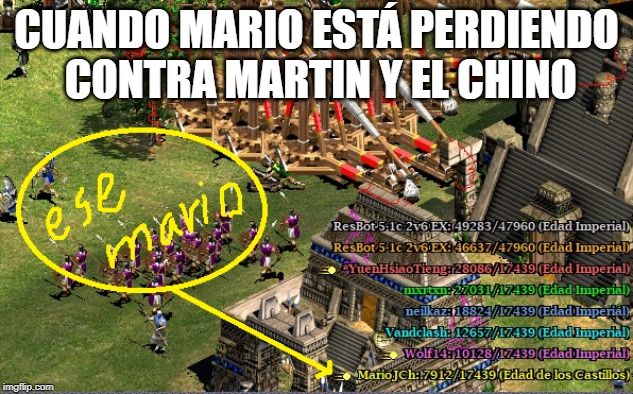 CUANDO MARIO ESTÁ PERDIENDO
CONTRA MARTIN Y EL CHINO
ese
mario
ResBot 5-1c 2v6 EX: 49283/47960 (Edad Imperial)
ResBot 5-1c 2v6 EX: 46637/47960 (Edad Imperial)
YuenHsiaoTieng: 28086/17439 (Edad Imperial)
mxrtxn: 27031/17439 (Edad Imperial)
neilkaz: 18824/17439 (Edad Imperial)
Vandclash: 12657/17439 (Edad Imperial)
Wolf14: 10128/17439 (Edad Imperial)
MarioJCh: 7912/17439 (Edad de los Castillos)
imgflip.com